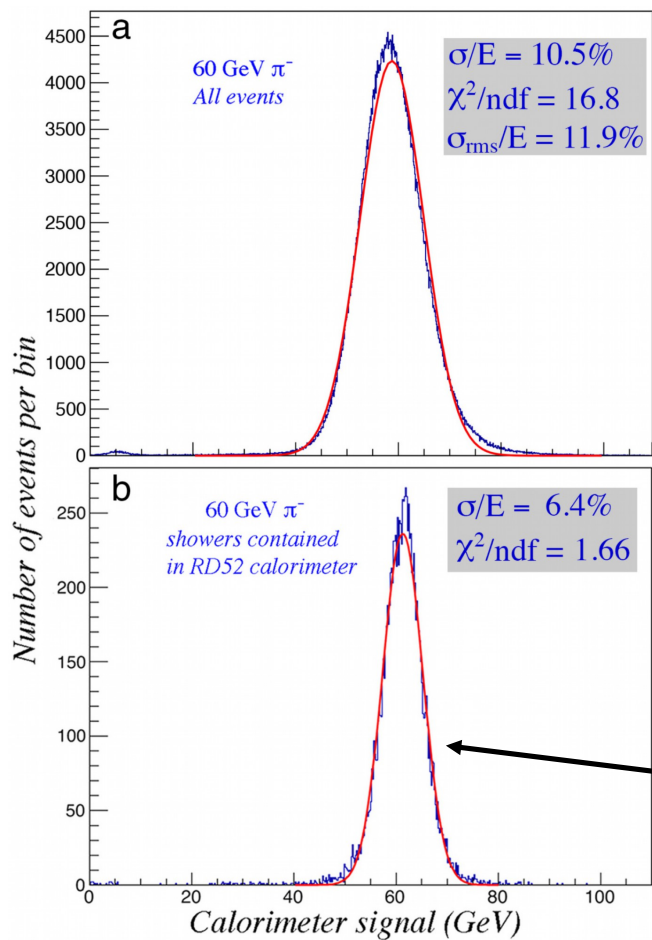 a
60 GeV π⁻
All events
σ/E = 10.5%
χ²/ndf = 16.8
σrms/E = 11.9%
4500
4000
3500
3000
2500
2000
1500
1000
500
0
b
60 GeV π⁻
showers contained
in RD52 calorimeter
σ/E = 6.4%
χ²/ndf = 1.66
250
200
150
100
50
0
0
20
40
60
80
100
Number of events per bin
Calorimeter signal (GeV)